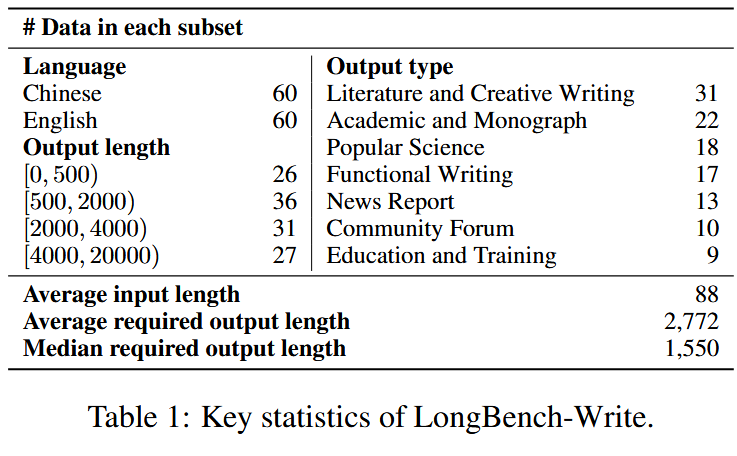 # Data in each subset
Language
Chinese 60
English 60
Output length
[0, 500) 26
[500, 2000) 36
[2000, 4000) 31
[4000, 20000) 27
Output type
Literature and Creative Writing 31
Academic and Monograph 22
Popular Science 18
Functional Writing 17
News Report 13
Community Forum 10
Education and Training 9
Average input length 88
Average required output length 2,772
Median required output length 1,550
Table 1: Key statistics of LongBench-Write.